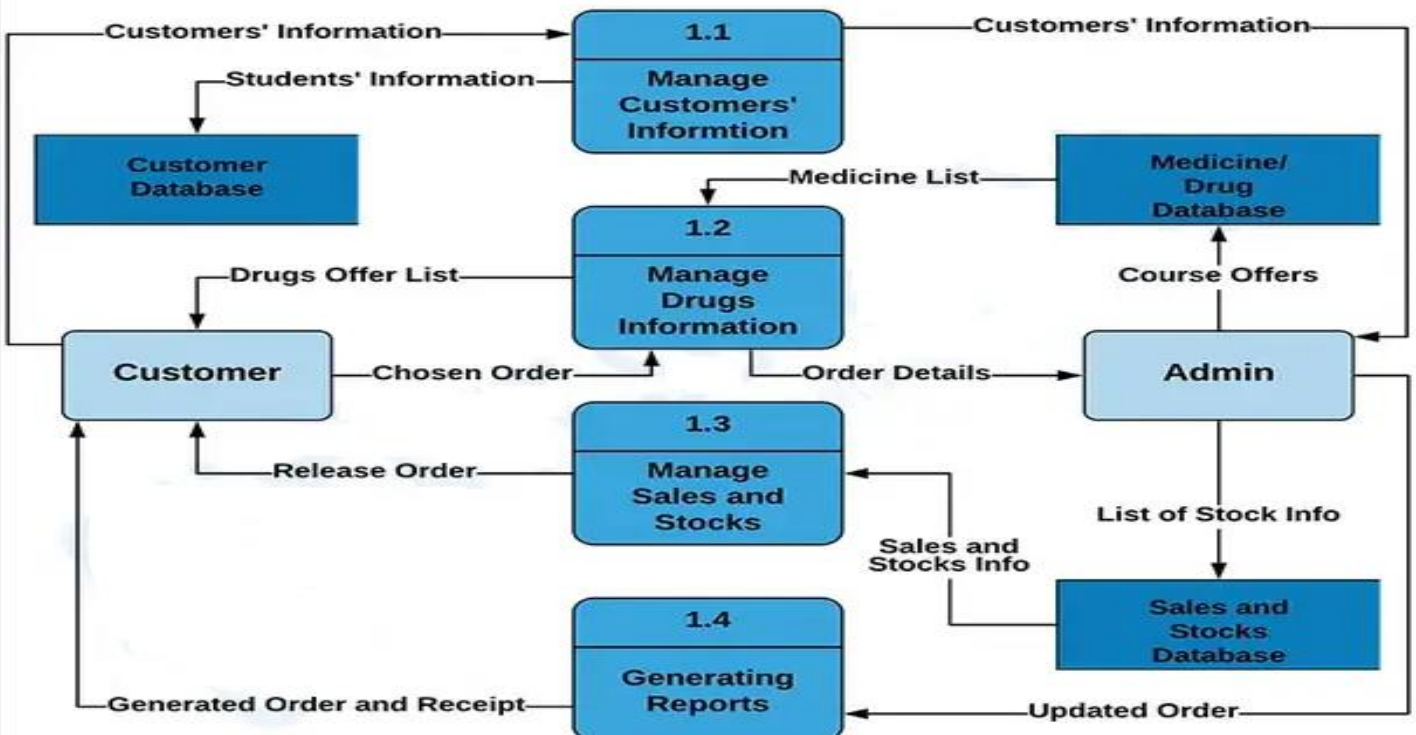 Customers' Information
1.1
Customers' Information
Students' Information
Manage
Customers'
Informtion
Customer
Database
Medicine List
Medicine/
Drug
Database
1.2
Drugs Offer List
Manage
Drugs
Information
Course Offers
Customer
Chosen Order
Order Details
Admin
1.3
Release Order
Manage
Sales and
Stocks
List of Stock Info
Sales and
Stocks Info
Sales and
Stocks
Database
1.4
Generating
Reports
Generated Order and Receipt
Updated Order